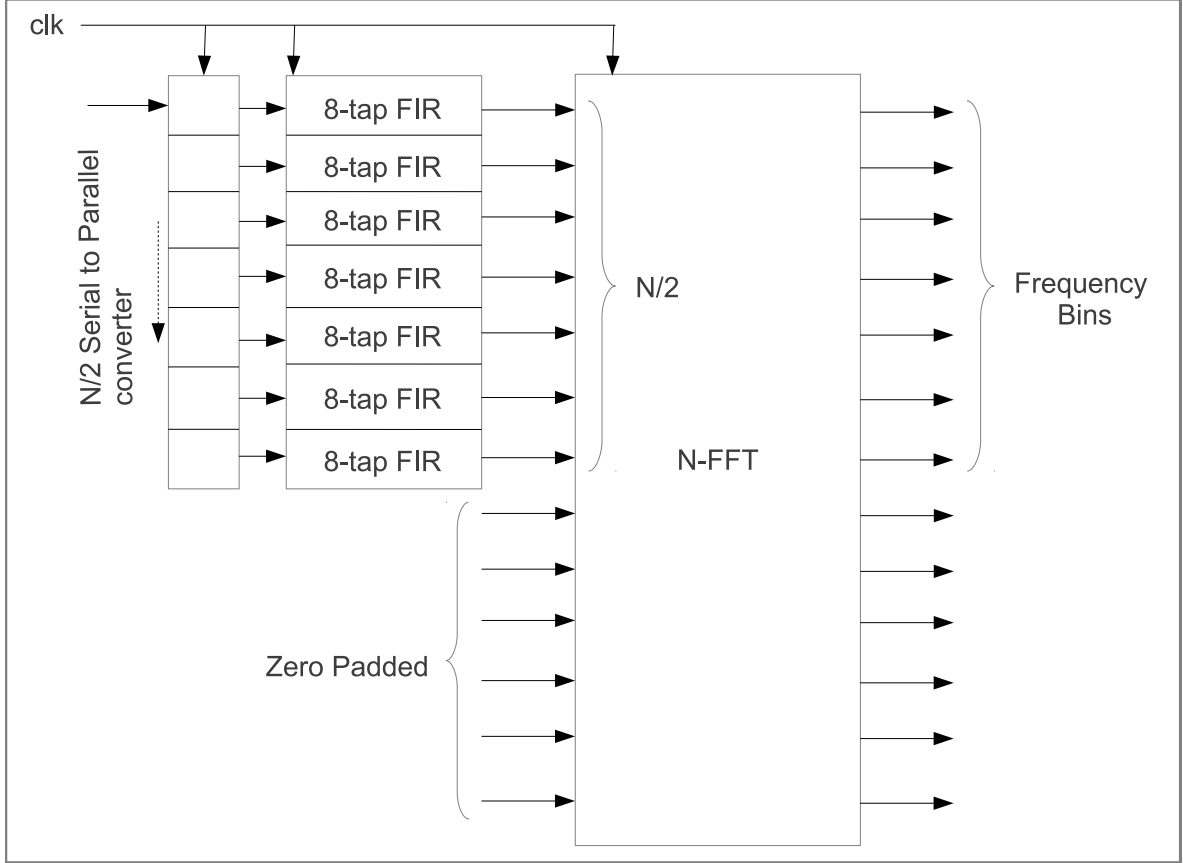 clk
N/2 Serial to Parallel
converter
8-tap FIR
8-tap FIR
8-tap FIR
8-tap FIR
8-tap FIR
8-tap FIR
8-tap FIR
N/2
N-FFT
Zero Padded
Frequency
Bins